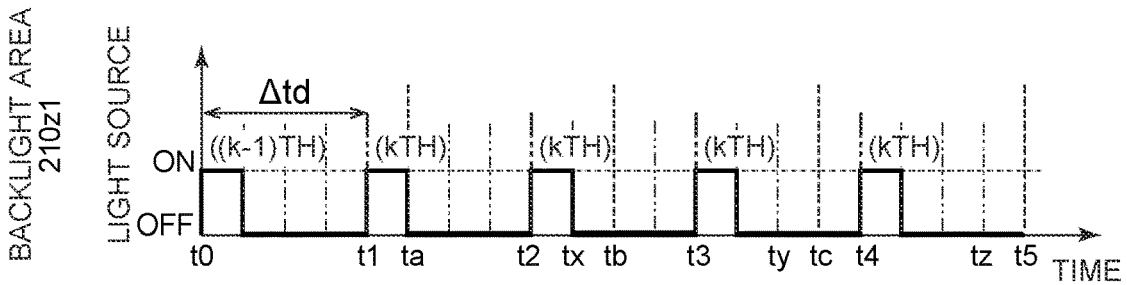 BACKLIGHT AREA
210z1
LIGHT SOURCE
Δtd
((k-1)TH) (kTH) (kTH) (kTH) (kTH)
ON
OFF
t0 t1 ta t2 tx tb t3 ty tc t4 tz t5
TIME